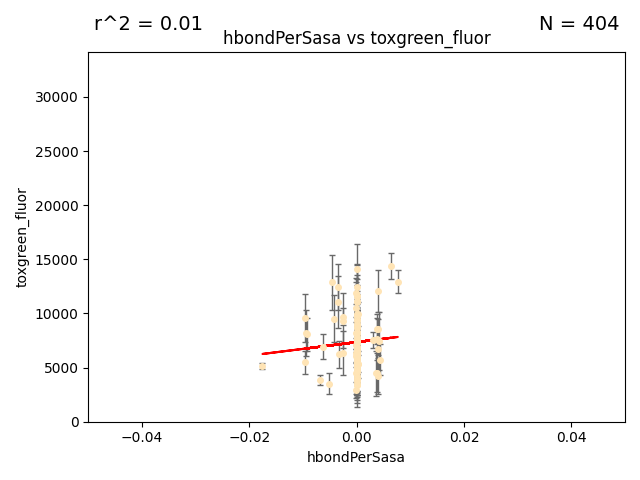 r^2 = 0.01
N = 404
hbondPerSasa vs toxgreen_fluor
30000
25000
20000
15000
10000
5000
0
toxgreen_fluor
−0.04
−0.02
0.00
0.02
0.04
hbondPerSasa